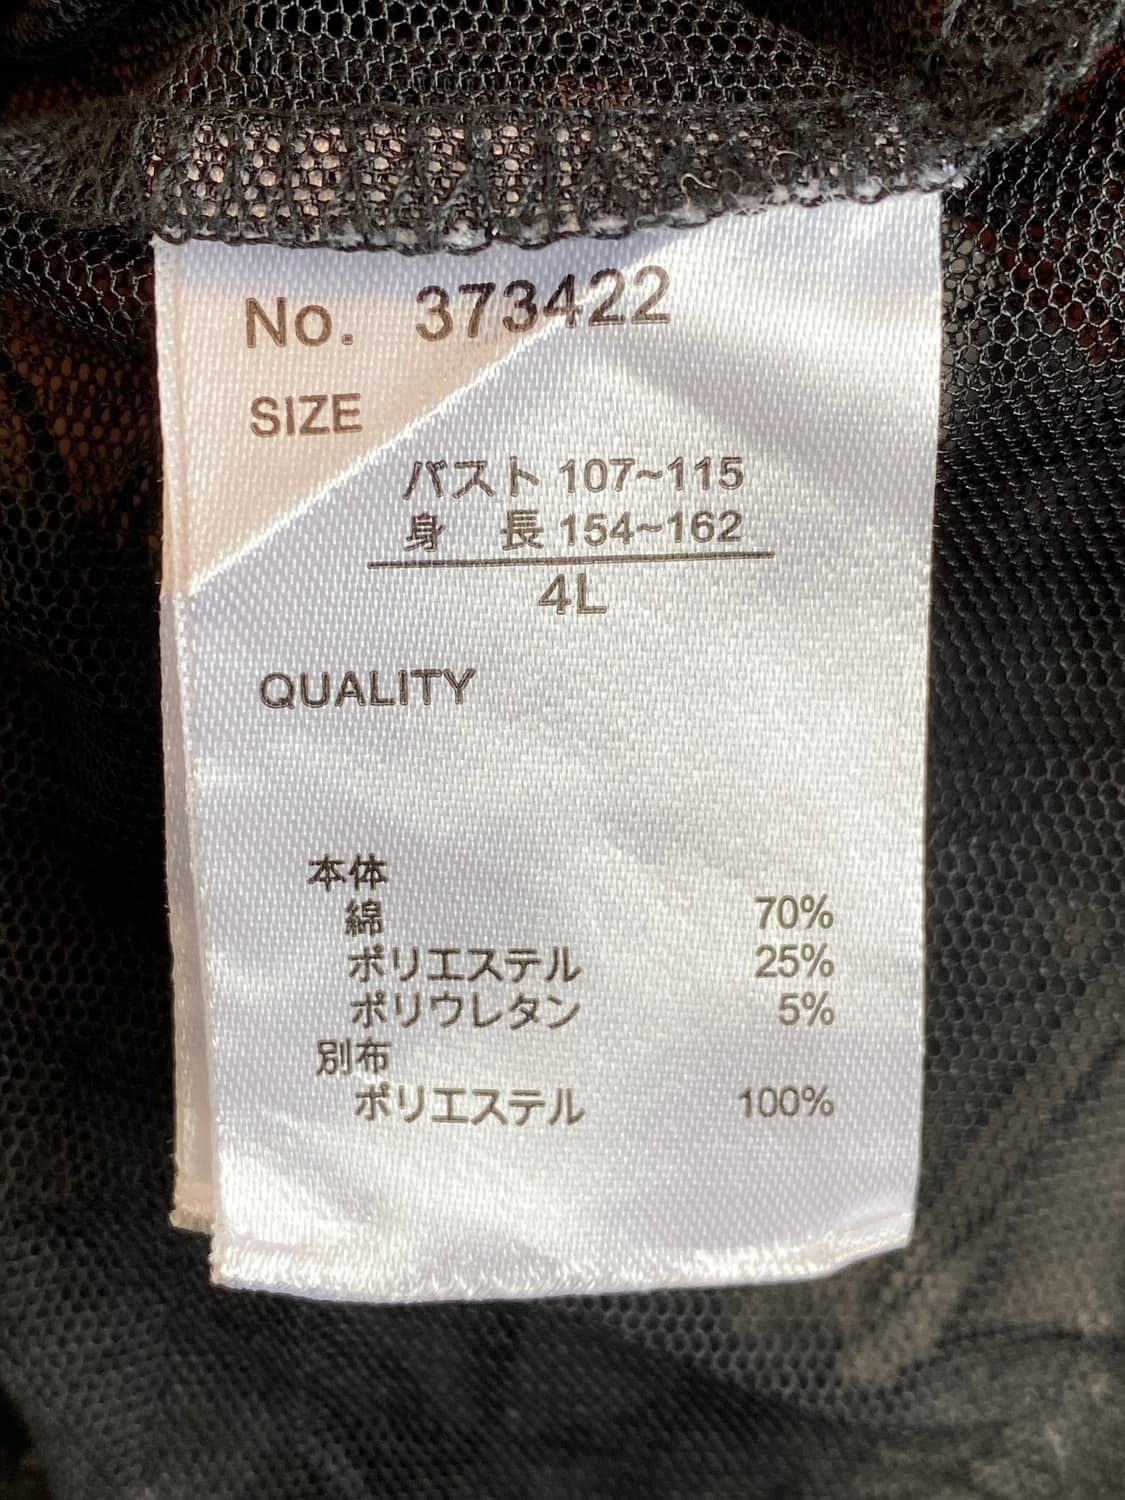 No. 373422
SIZE
バスト 107~115
身 長 154~162
4L
QUALITY
本体
綿 70%
ポリエステル 25%
ポリウレタン 5%
別布
ポリエステル 100%